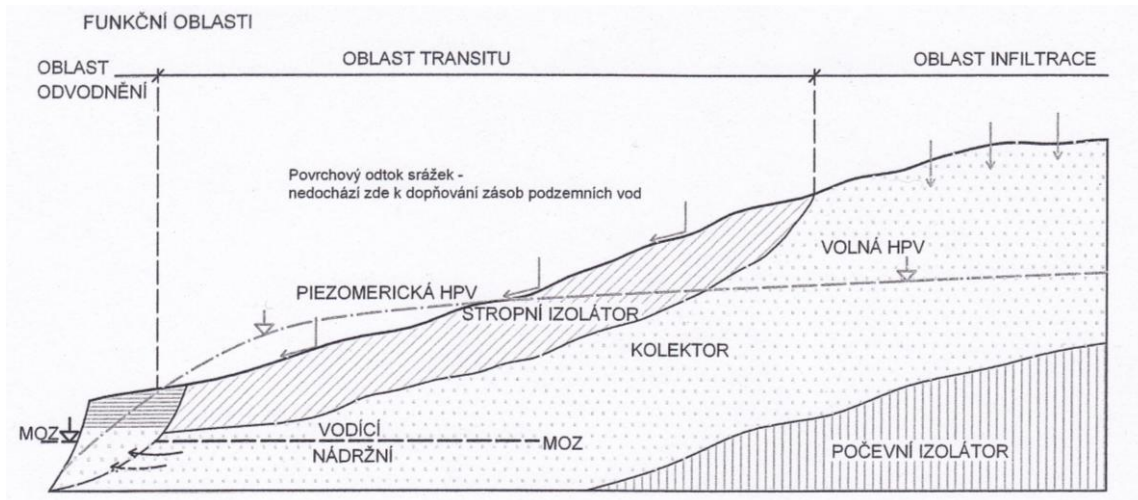 FUNKČNÍ OBLASTI
OBLAST
ODVODNĚNÍ
OBLAST TRANSITU
OBLAST INFILTRACE
Povrchový odtok srážek -
nedochází zde k dopňování zásob podzemních vod
VOLNÁ HPV
PIEZOMERICKÁ HPV
STROPNÍ IZOLÁTOR
KOLEKTOR
MOZ
VODÍCÍ
MOZ
NÁDRŽNÍ
POČEVNÍ IZOLÁTOR